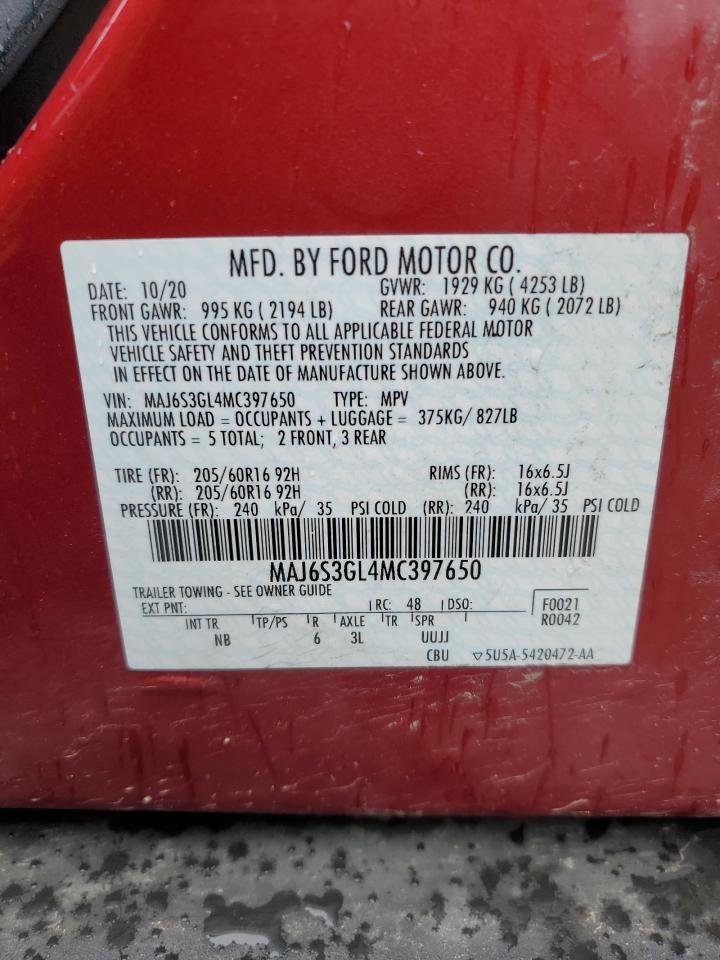 MFD. BY FORD MOTOR CO.
DATE: 10/20 GVWR: 1929 KG ( 4253 LB)
FRONT GAWR: 995 KG ( 2194 LB) REAR GAWR: 940 KG ( 2072 LB)
THIS VEHICLE CONFORMS TO ALL APPLICABLE FEDERAL MOTOR
VEHICLE SAFETY AND THEFT PREVENTION STANDARDS
IN EFFECT ON THE DATE OF MANUFACTURE SHOWN ABOVE.
VIN: MAJ6S3GL4MC397650 TYPE: MPV
MAXIMUM LOAD = OCCUPANTS + LUGGAGE = 375KG/ 827LB
OCCUPANTS = 5 TOTAL; 2 FRONT, 3 REAR
TIRE (FR): 205/60R16 92H RIMS (FR): 16x6.5J
(RR): 205/60R16 92H (RR): 16x6.5J
PRESSURE (FR): 240 kPa/ 35 PSI COLD (RR): 240 kPa/ 35 PSI COLD
MAJ6S3GL4MC397650
TRAILER TOWING - SEE OWNER GUIDE
EXT PNT: RC: 48 DSO: F0021
INT TR TP/PS R AXLE TR SPR R0042
NB 6 3L UUJJ
CBU ▽5U5A-5420472-AA